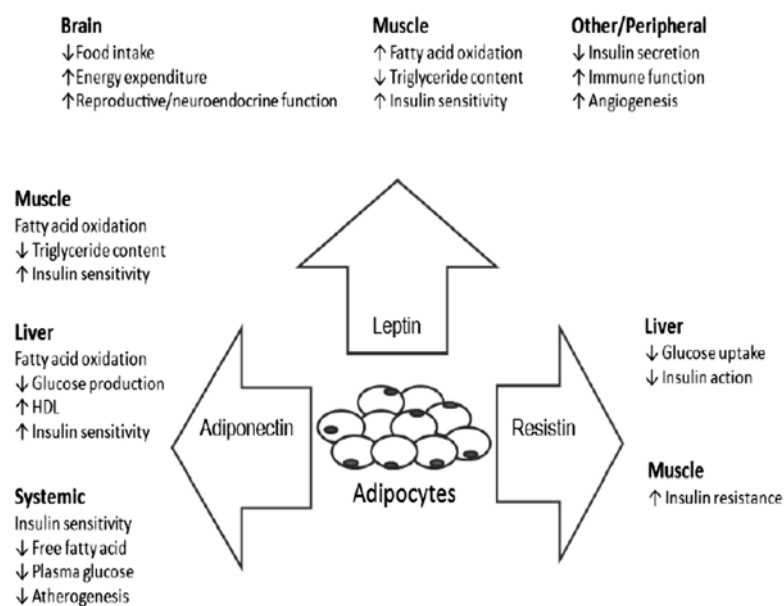 Brain
↓Food intake
↑Energy expenditure
↑Reproductive/neuroendocrine function
Muscle
↑ Fatty acid oxidation
↓ Triglyceride content
↑ Insulin sensitivity
Other/Peripheral
↓ Insulin secretion
↑ Immune function
↑ Angiogenesis
Muscle
Fatty acid oxidation
↓ Triglyceride content
↑ Insulin sensitivity
Liver
Fatty acid oxidation
↓ Glucose production
↑ HDL
↑ Insulin sensitivity
Systemic
Insulin sensitivity
↓ Free fatty acid
↓ Plasma glucose
↓ Atherogenesis
Leptin
Adiponectin
Resistin
Adipocytes
Liver
↓ Glucose uptake
↓ Insulin action
Muscle
↑ Insulin resistance